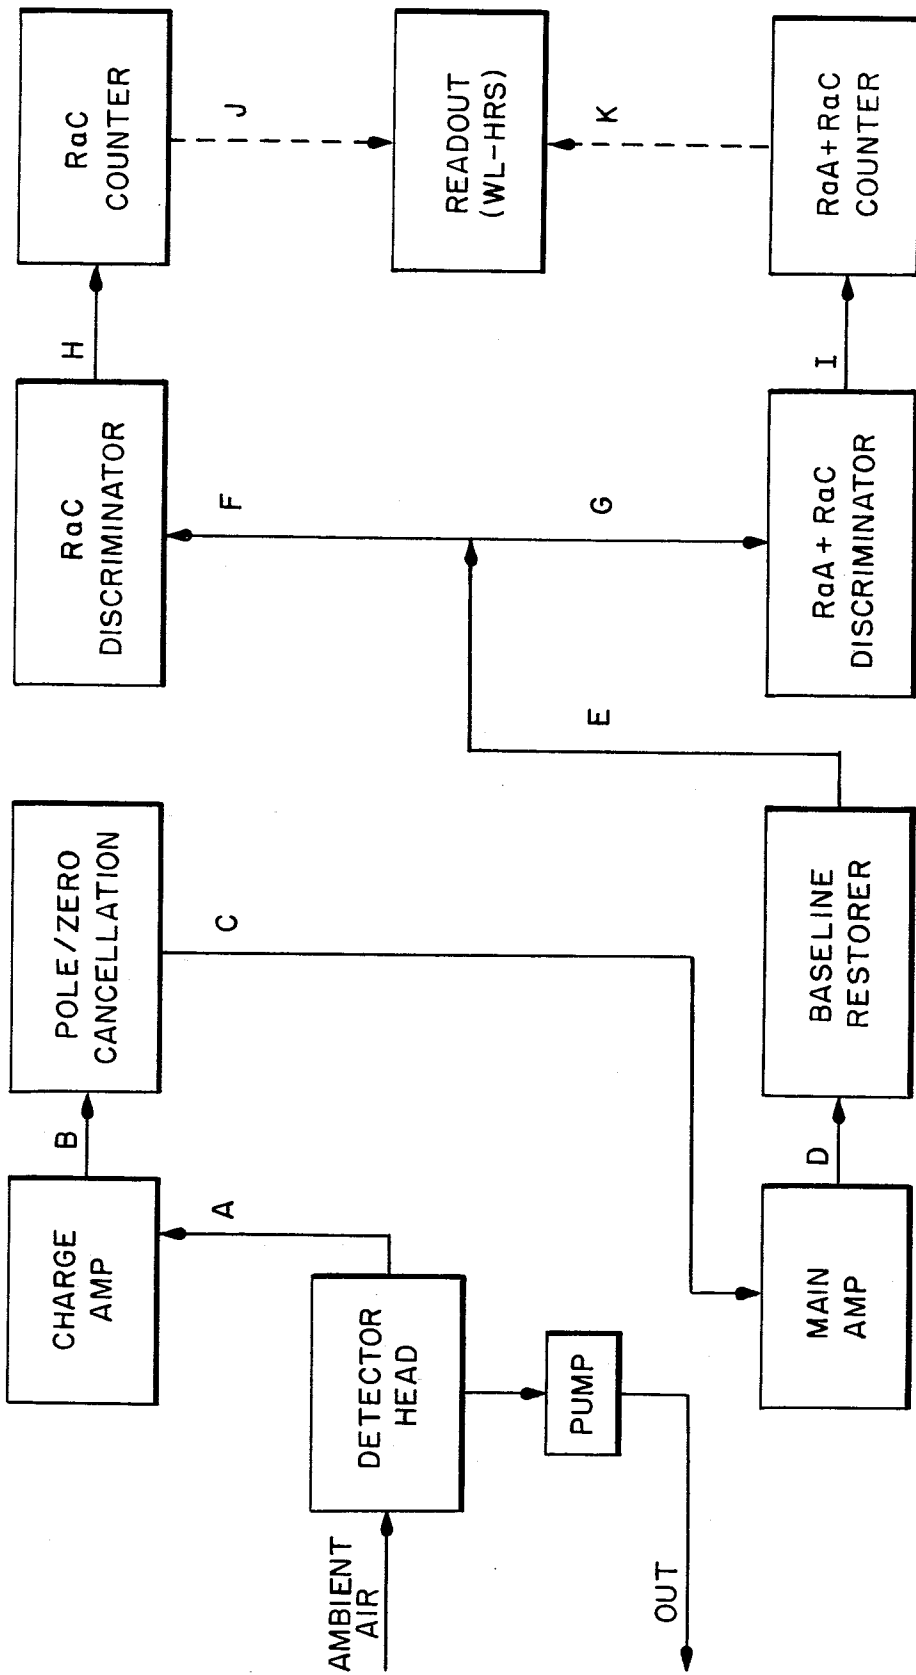 AMBIENT
AIR
DETECTOR
HEAD
PUMP
OUT
A
CHARGE
AMP
B
POLE/ZERO
CANCELLATION
C
MAIN
AMP
D
BASELINE
RESTORER
E
F
G
RaC
DISCRIMINATOR
RaA+RaC
DISCRIMINATOR
H
I
RaC
COUNTER
RaA+RaC
COUNTER
J
K
READOUT
(WL-HRS)